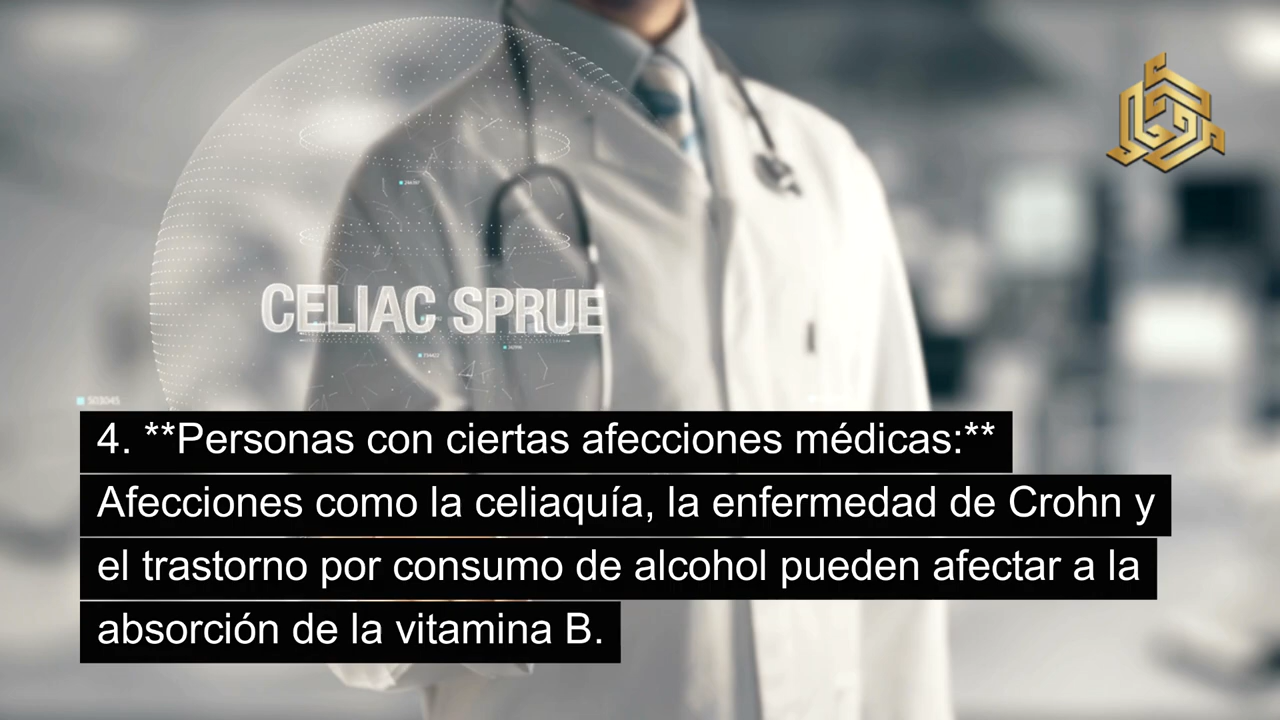 CELIAC SPRUE
503045
4. **Personas con ciertas afecciones médicas:**
Afecciones como la celiaquía, la enfermedad de Crohn y
el trastorno por consumo de alcohol pueden afectar a la
absorción de la vitamina B.